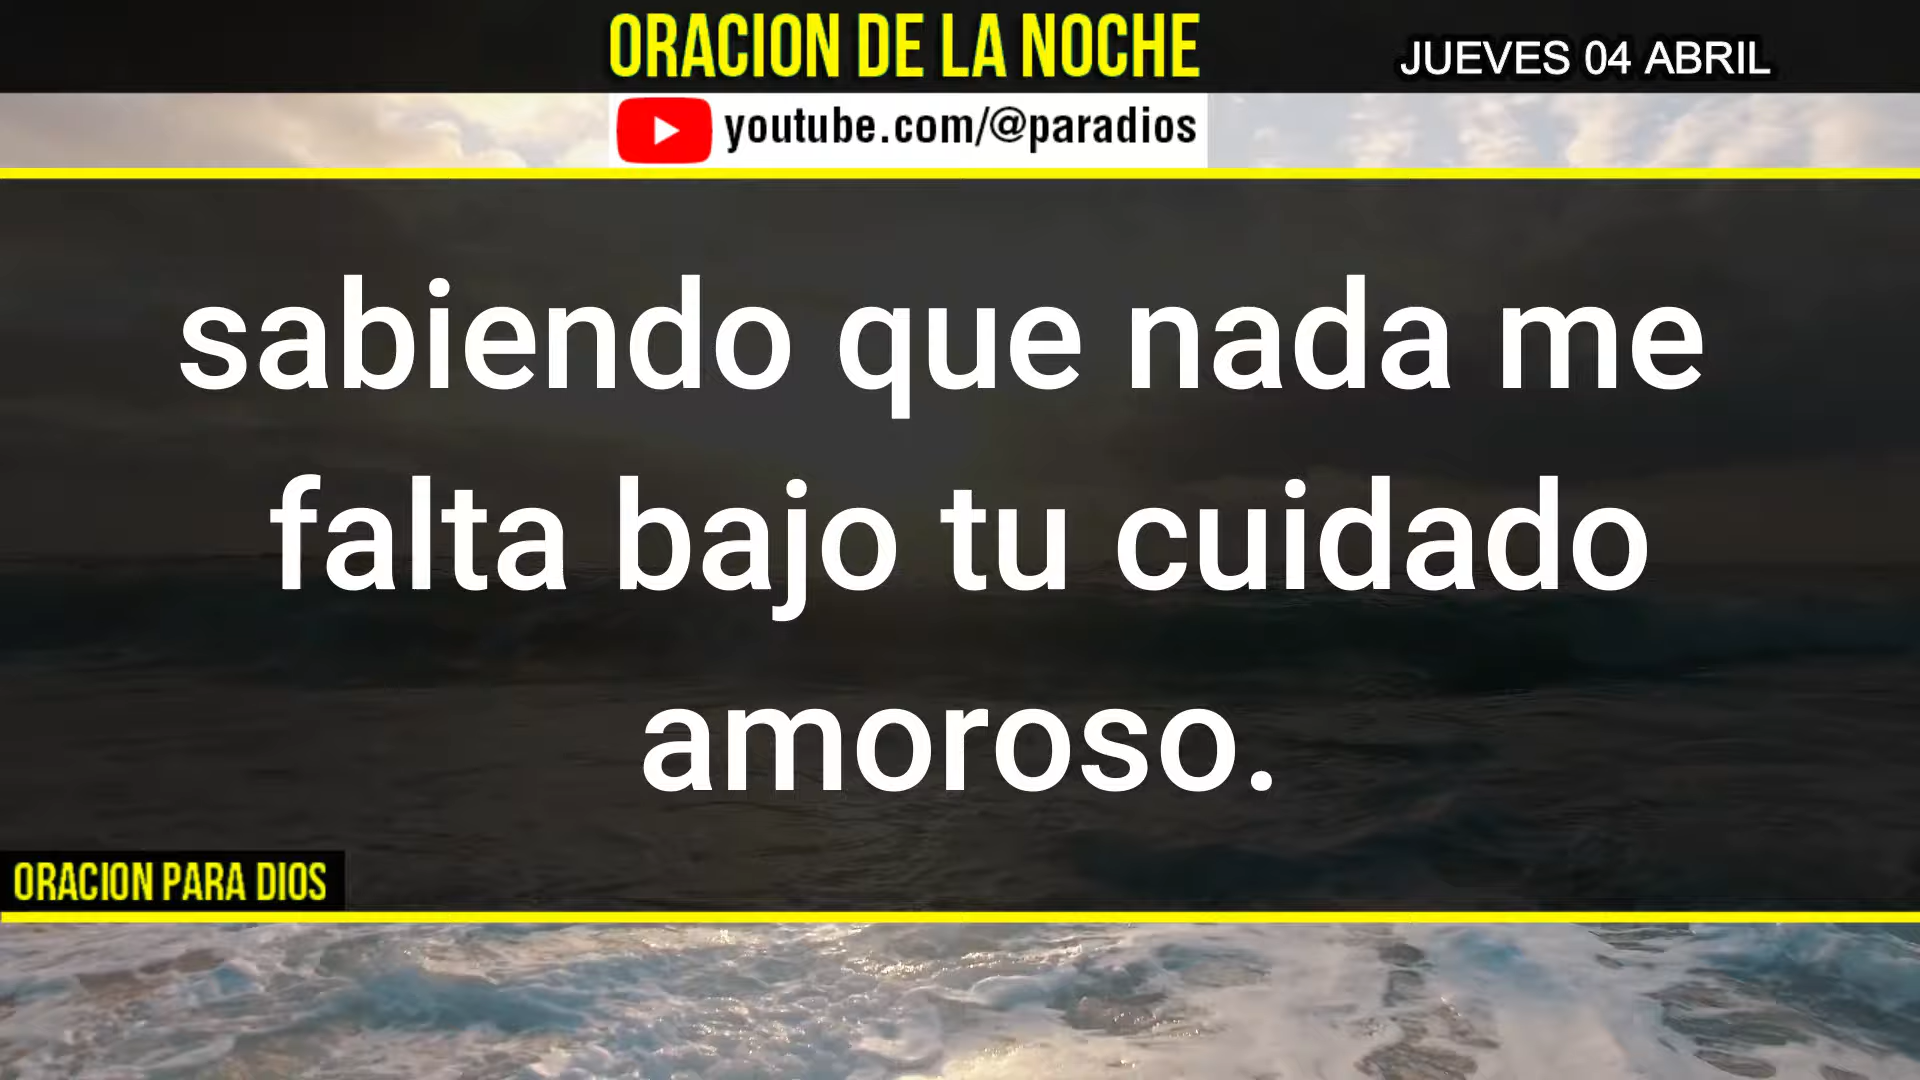 ORACION DE LA NOCHE
JUEVES 04 ABRIL
youtube.com/@paradios
sabiendo que nada me
falta bajo tu cuidado
amoroso.
ORACION PARA DIOS